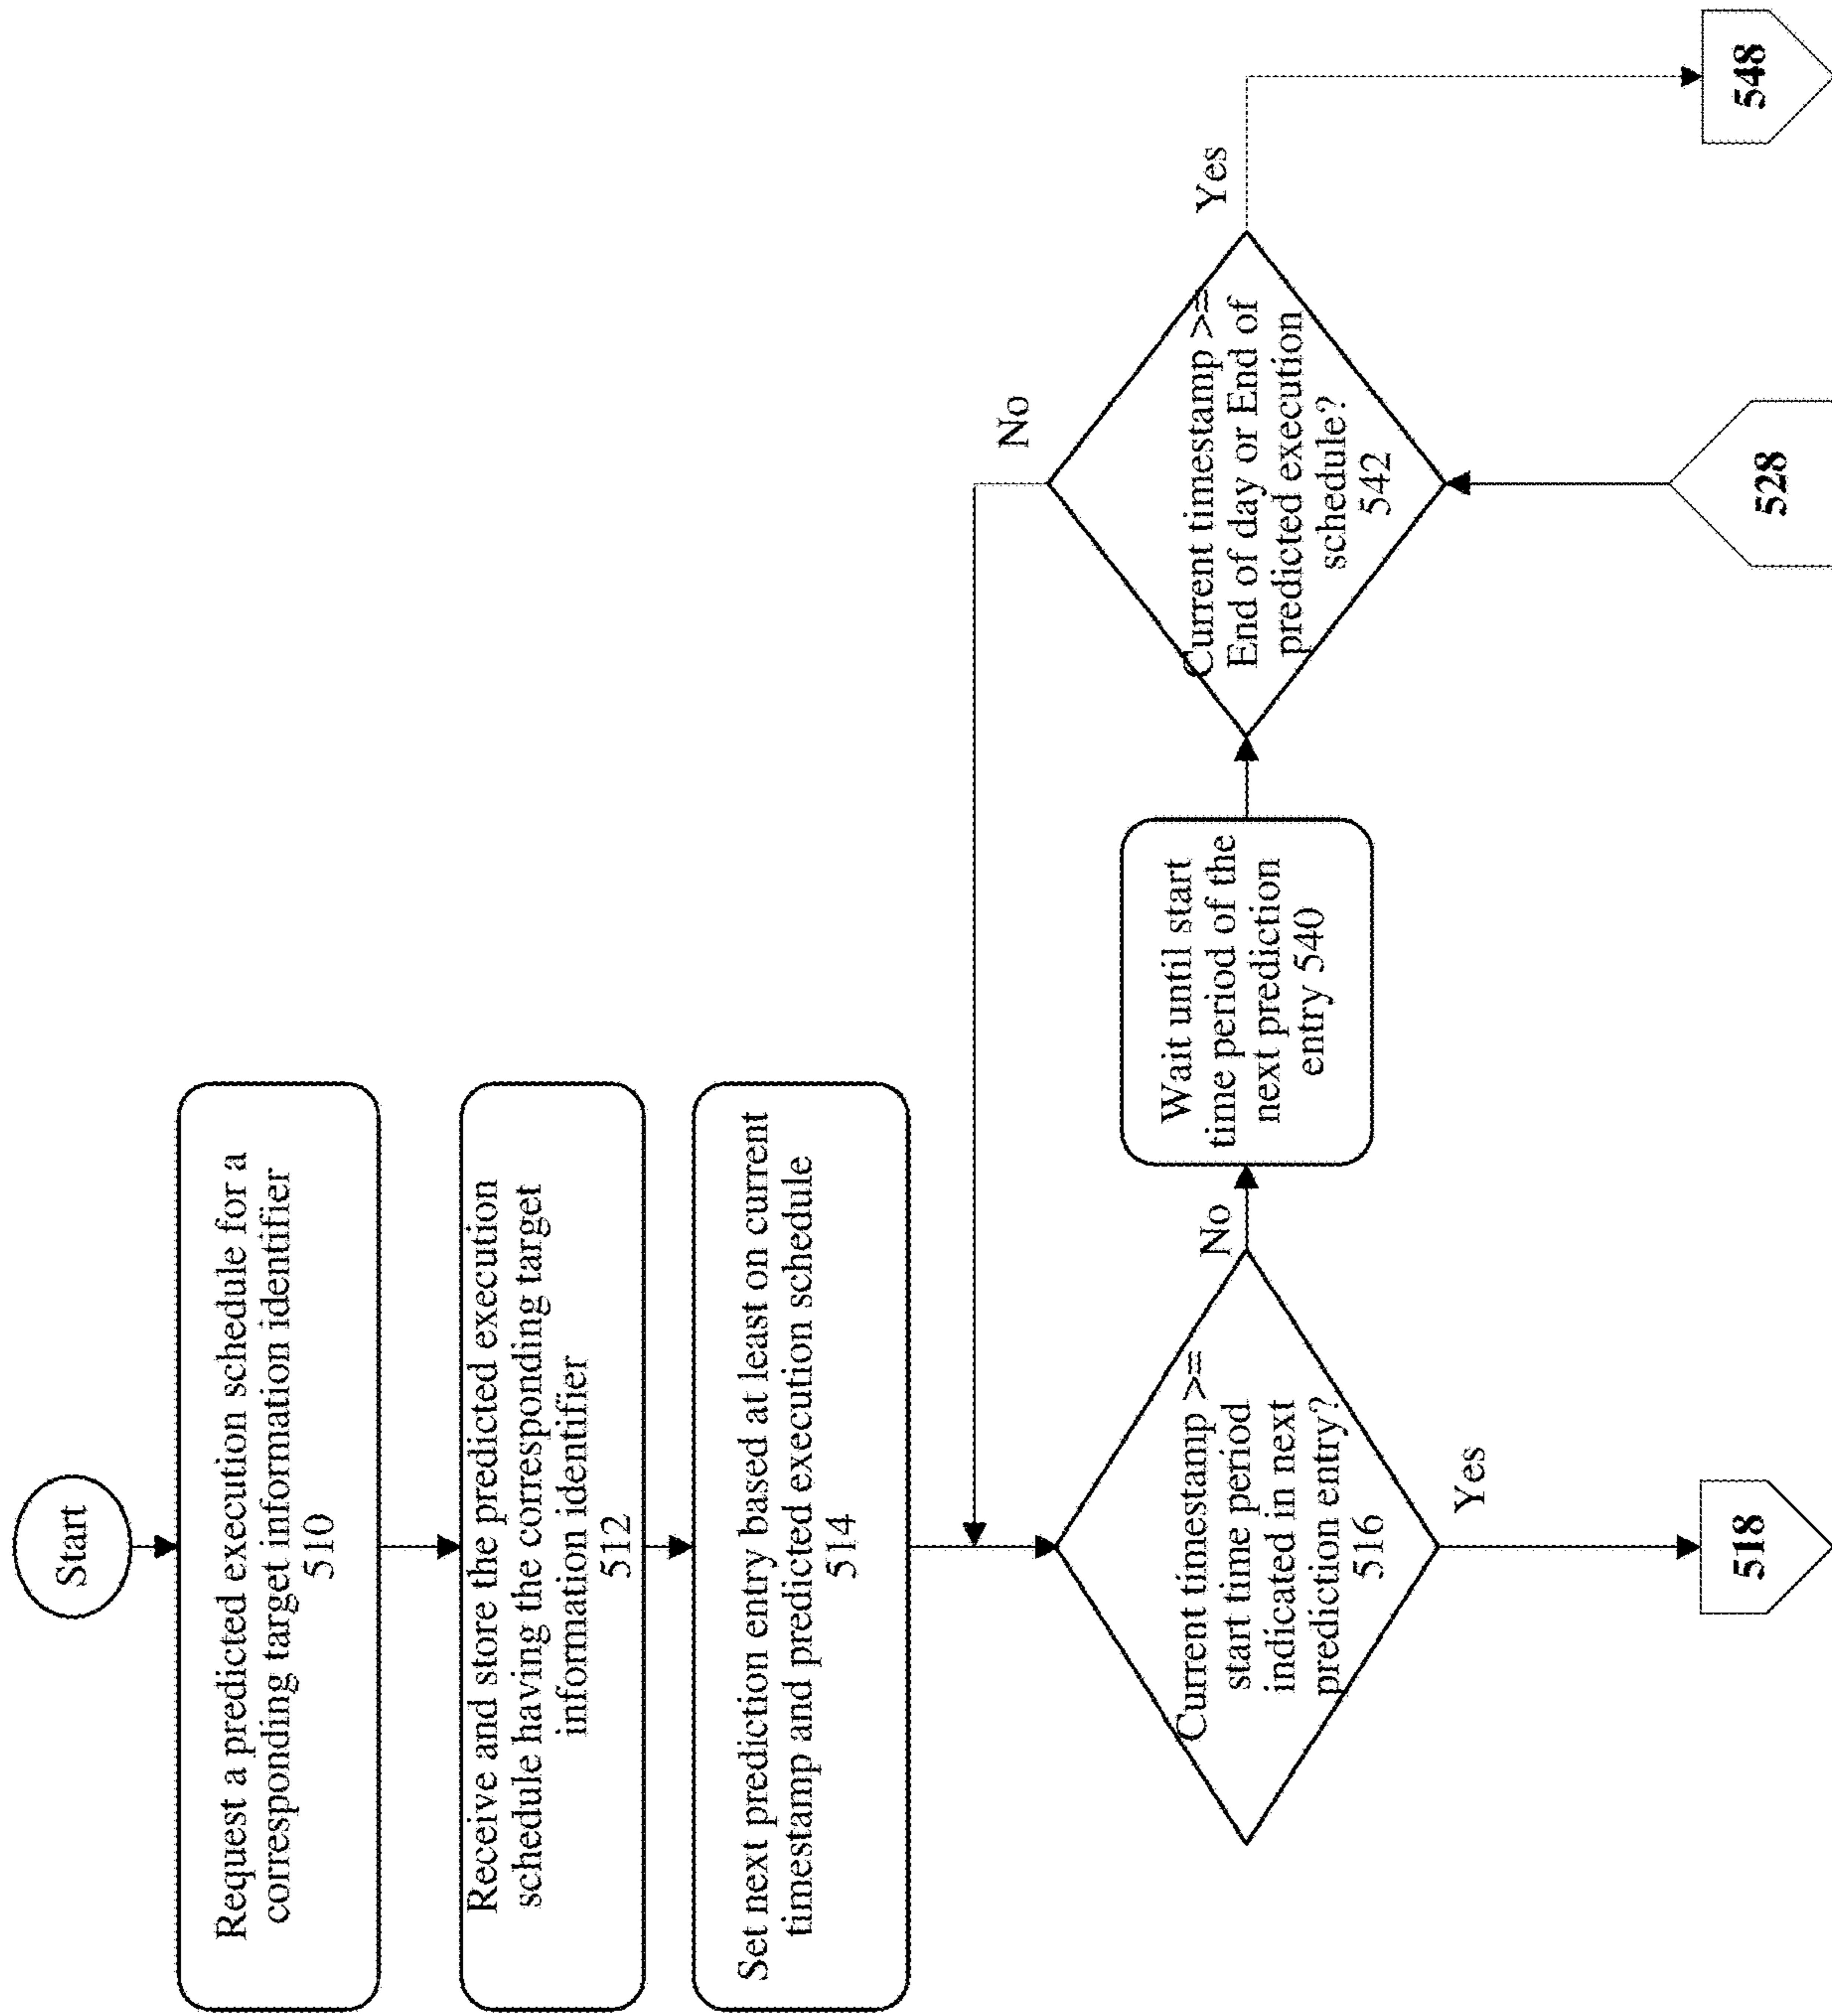 Start
Request a predicted execution schedule for a
corresponding target information identifier
510
Receive and store the predicted execution
schedule having the corresponding target
information identifier
512
Set next prediction entry based at least on current
timestamp and predicted execution schedule
514
Current timestamp >=
start time period
indicated in next
prediction entry?
516
No
Yes
518
Wait until start
time period of the
next prediction
entry 540
Current timestamp >=
End of day or End of
predicted execution
schedule?
542
No
Yes
528
548